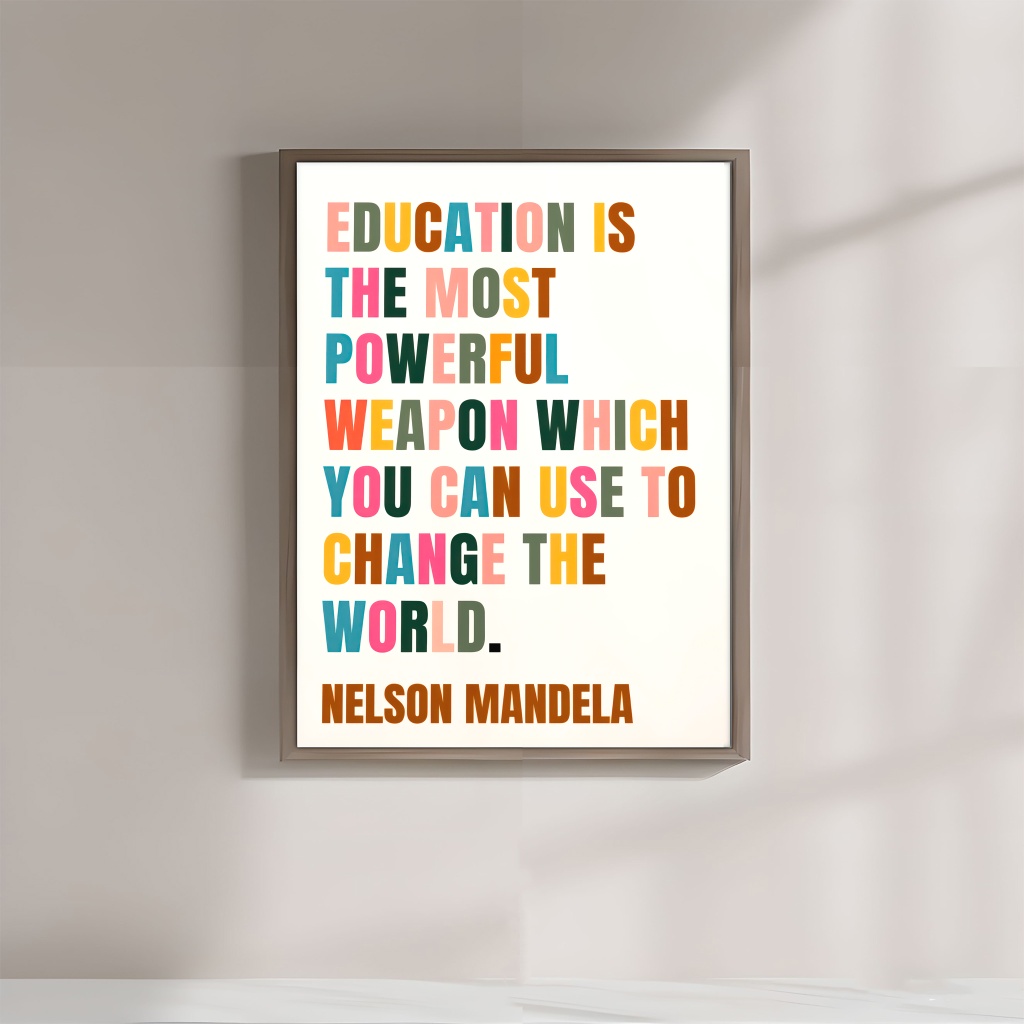 EDUCATION IS
THE MOST
POWERFUL
WEAPON WHICH
YOU CAN USE TO
CHANGE THE
WORLD.
NELSON MANDELA